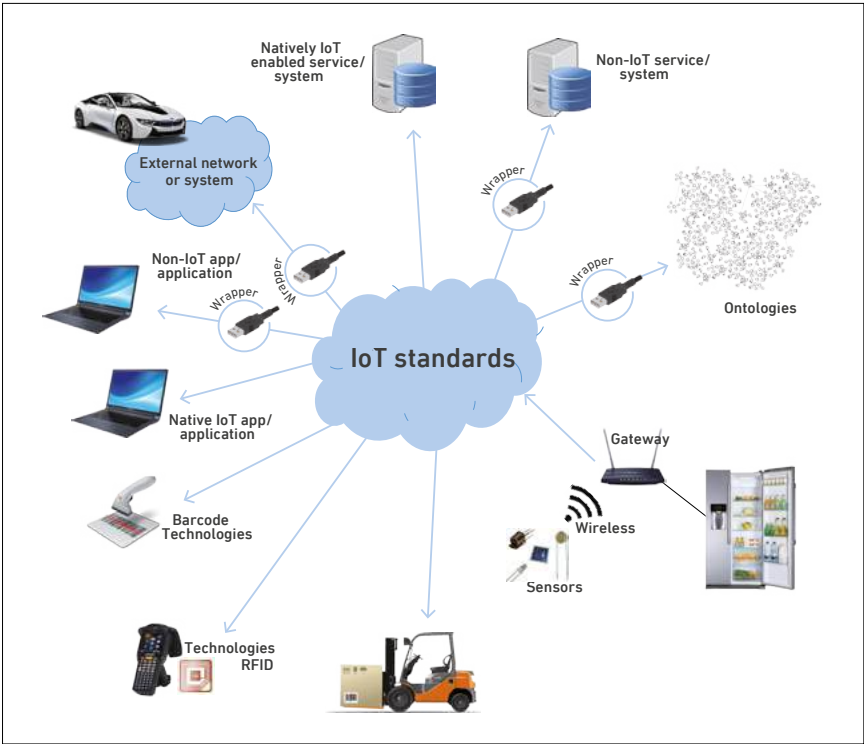 Natively IoT
enabled service/
system
Non-IoT service/
system
External network
or system
Wrapper
Non-IoT app/
application
Wrapper
Wrapper
Wrapper
Ontologies
IoT standards
Native IoT app/
application
Gateway
Barcode
Technologies
Wireless
Sensors
Technologies
RFID